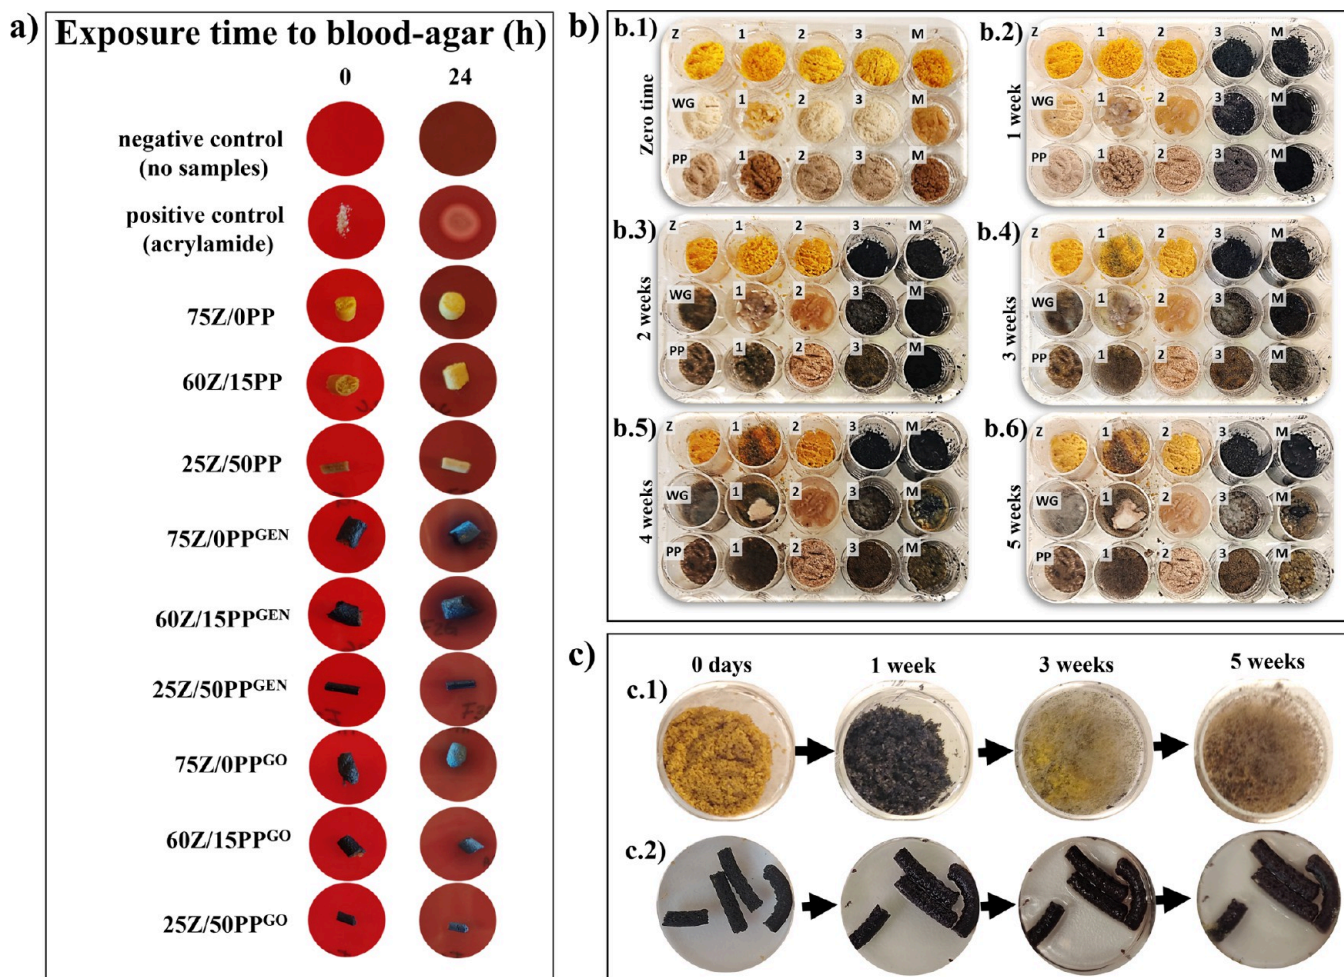 a) Exposure time to blood-agar (h)
0 24
negative control
(no samples)
positive control
(acrylamide)
75Z/0PP
60Z/15PP
25Z/50PP
75Z/0PPGEN
60Z/15PPGEN
25Z/50PPGEN
75Z/0PPGO
60Z/15PPGO
25Z/50PPGO
b)
b.1)
Zero time
Z 1 2 3 M
WG 1 2 3 M
PP 1 2 3 M
b.2)
1 week
Z 1 2 3 M
WG 1 2 3 M
PP 1 2 3 M
b.3)
2 weeks
Z 1 2 3 M
WG 1 2 3 M
PP 1 2 3 M
b.4)
3 weeks
Z 1 2 3 M
WG 1 2 3 M
PP 1 2 3 M
b.5)
4 weeks
Z 1 2 3 M
WG 1 2 3 M
PP 1 2 3 M
b.6)
5 weeks
Z 1 2 3 M
WG 1 2 3 M
PP 1 2 3 M
c)
0 days 1 week 3 weeks 5 weeks
c.1)
c.2)